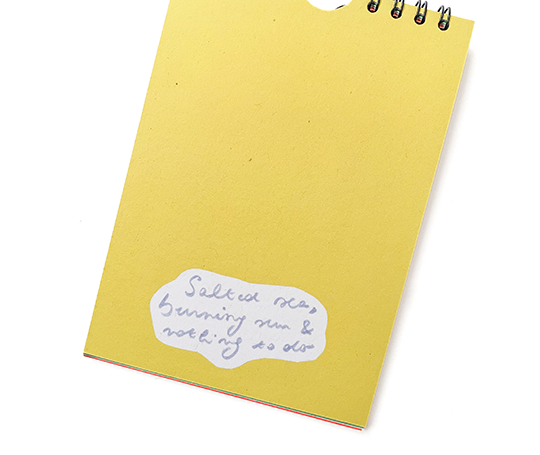 Salted sea,
burning sun &
nothing to do